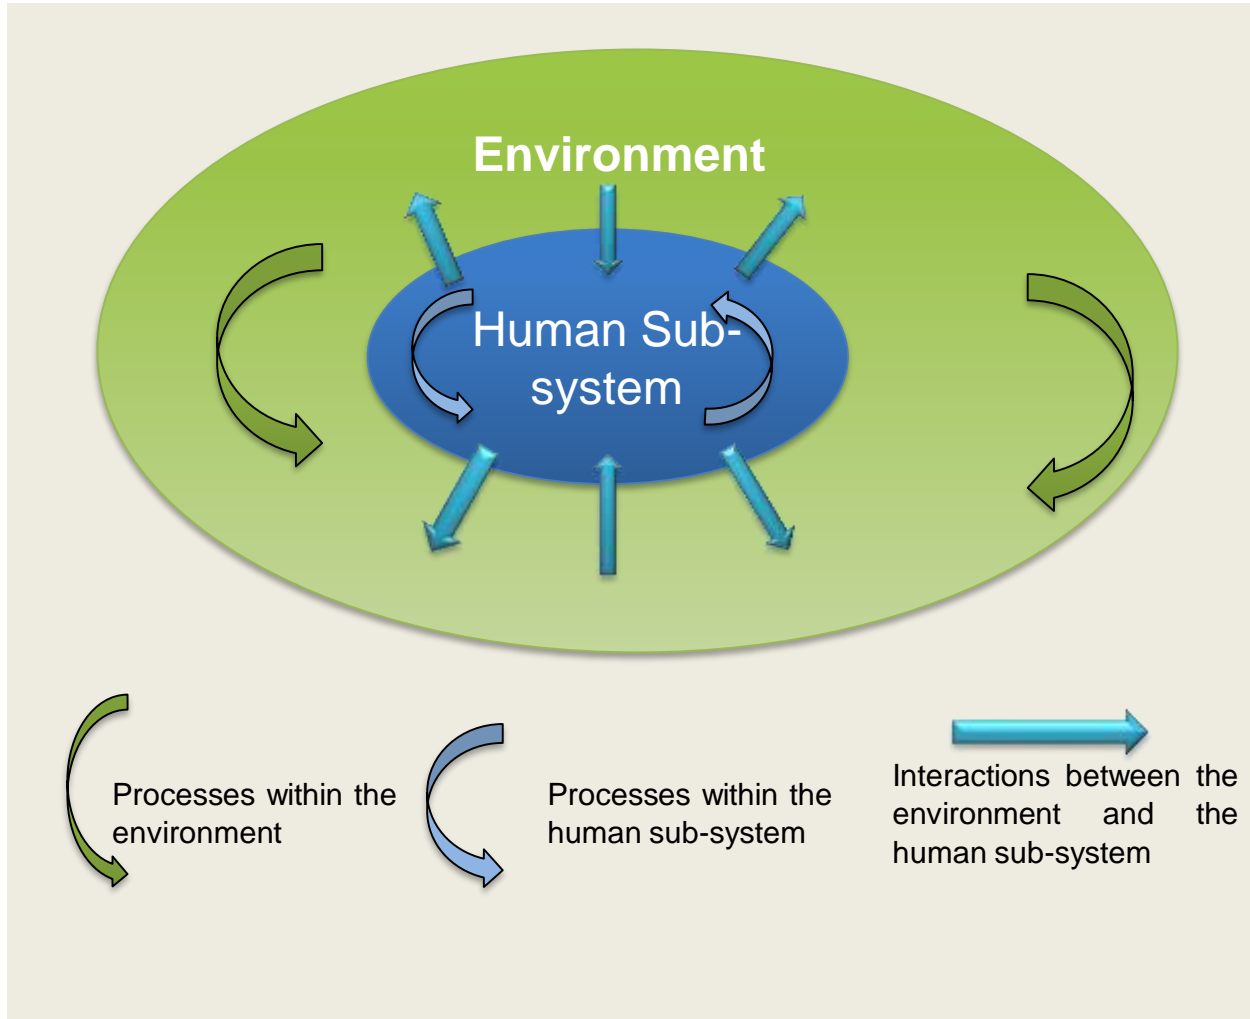 Environment
Human Sub-
system
Processes within the
environment
Processes within the
human sub-system
Interactions between the
environment and the
human sub-system